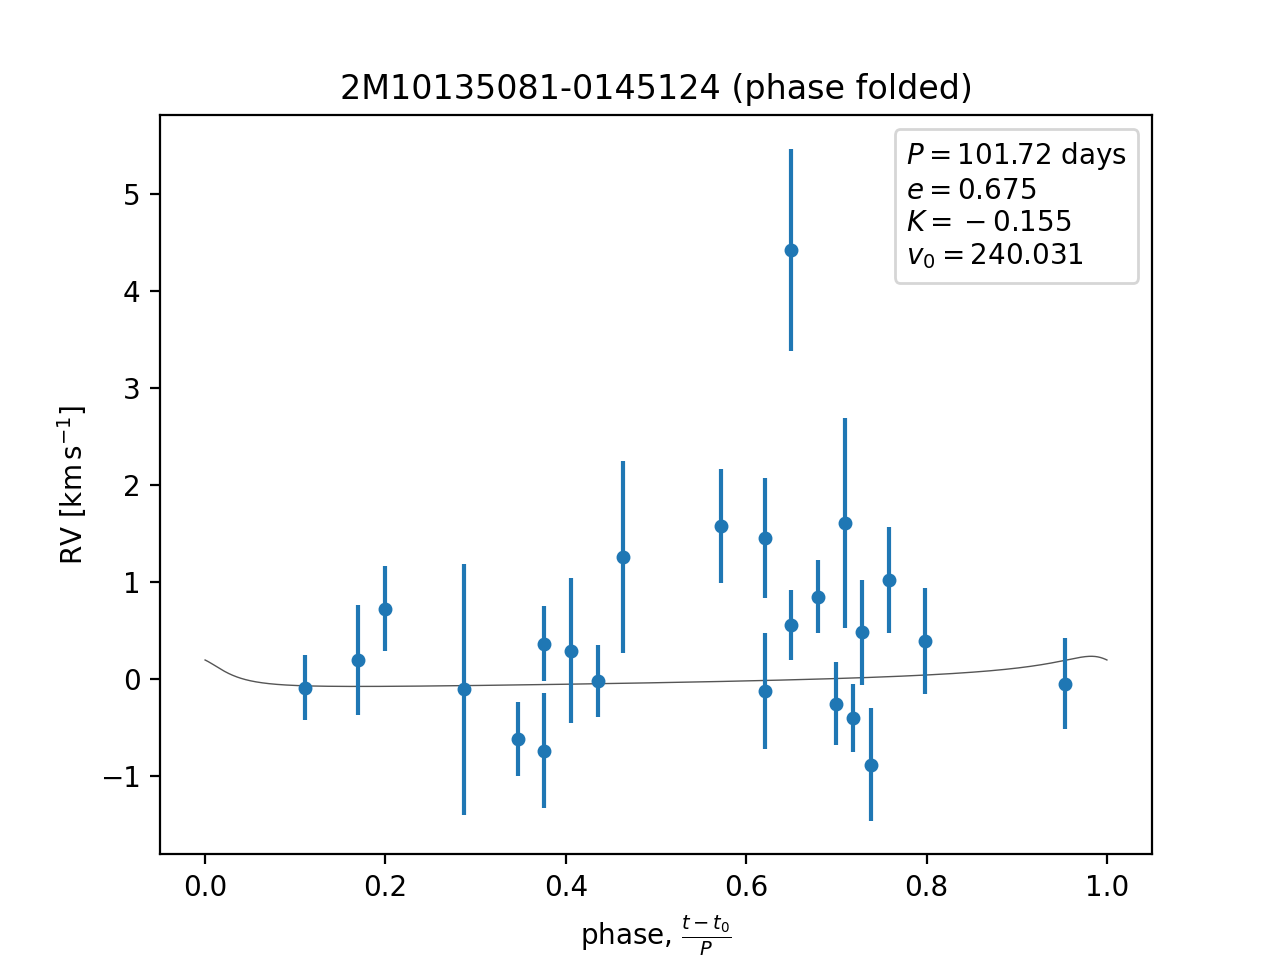 2M10135081-0145124 (phase folded)
P = 101.72 days
e = 0.675
K = −0.155
v₀ = 240.031
RV [km s⁻¹]
5
4
3
2
1
0
−1
0.0 0.2 0.4 0.6 0.8 1.0
phase, (t − t₀)/P